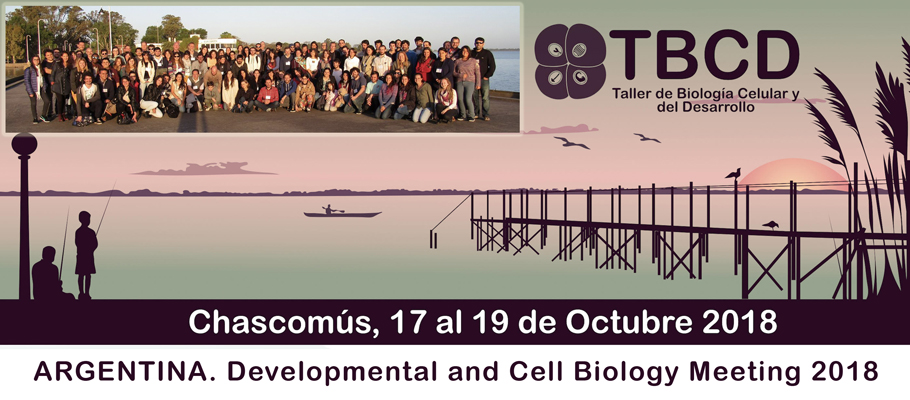 TBCD
Taller de Biología Celular y
del Desarrollo
Chascomús, 17 al 19 de Octubre 2018
ARGENTINA. Developmental and Cell Biology Meeting 2018